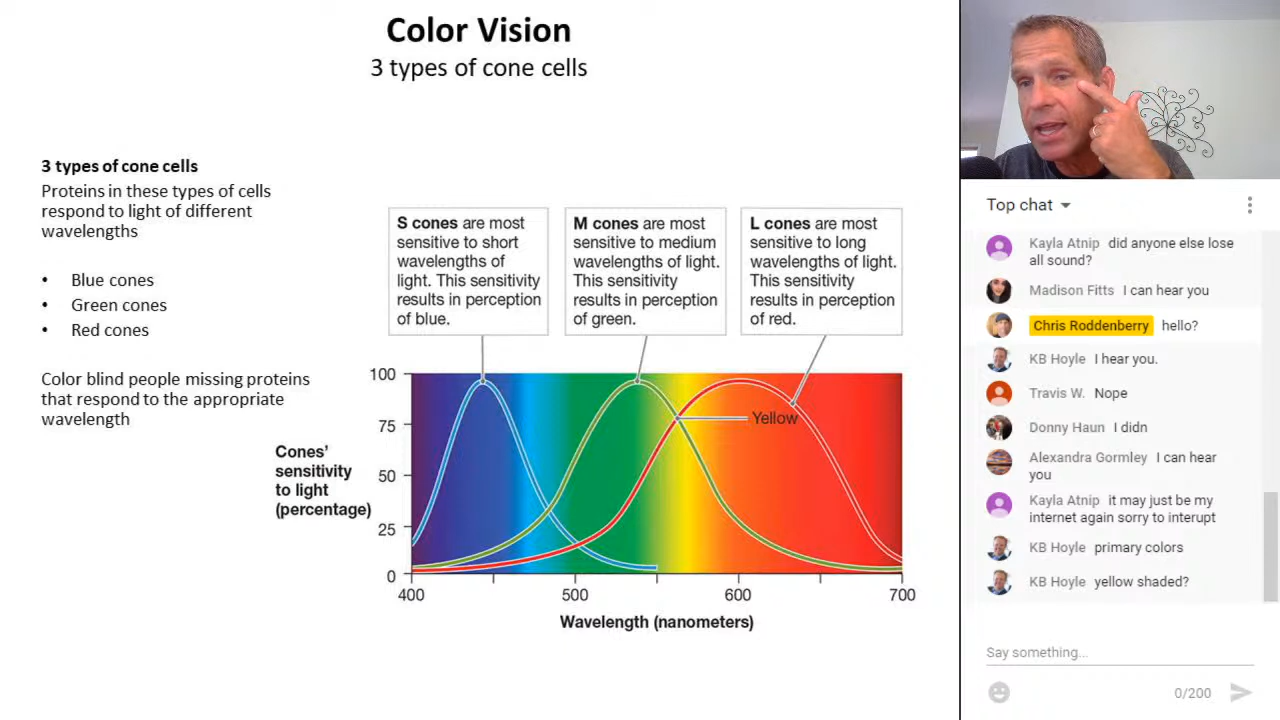 Color Vision
3 types of cone cells
3 types of cone cells
Proteins in these types of cells
respond to light of different
wavelengths
• Blue cones
• Green cones
• Red cones
Color blind people missing proteins
that respond to the appropriate
wavelength
S cones are most
sensitive to short
wavelengths of
light. This sensitivity
results in perception
of blue.
M cones are most
sensitive to medium
wavelengths of light.
This sensitivity
results in perception
of green.
L cones are most
sensitive to long
wavelengths of light.
This sensitivity
results in perception
of red.
Cones'
sensitivity
to light
(percentage)
100
75
50
25
0
Yellow
400
500
600
700
Wavelength (nanometers)
Top chat
Kayla Atnip did anyone else lose
all sound?
Madison Fitts I can hear you
Chris Roddenberry hello?
KB Hoyle I hear you.
Travis W. Nope
Donny Haun I didn
Alexandra Gormley I can hear
you
Kayla Atnip it may just be my
internet again sorry to interupt
KB Hoyle primary colors
KB Hoyle yellow shaded?
Say something...
0/200